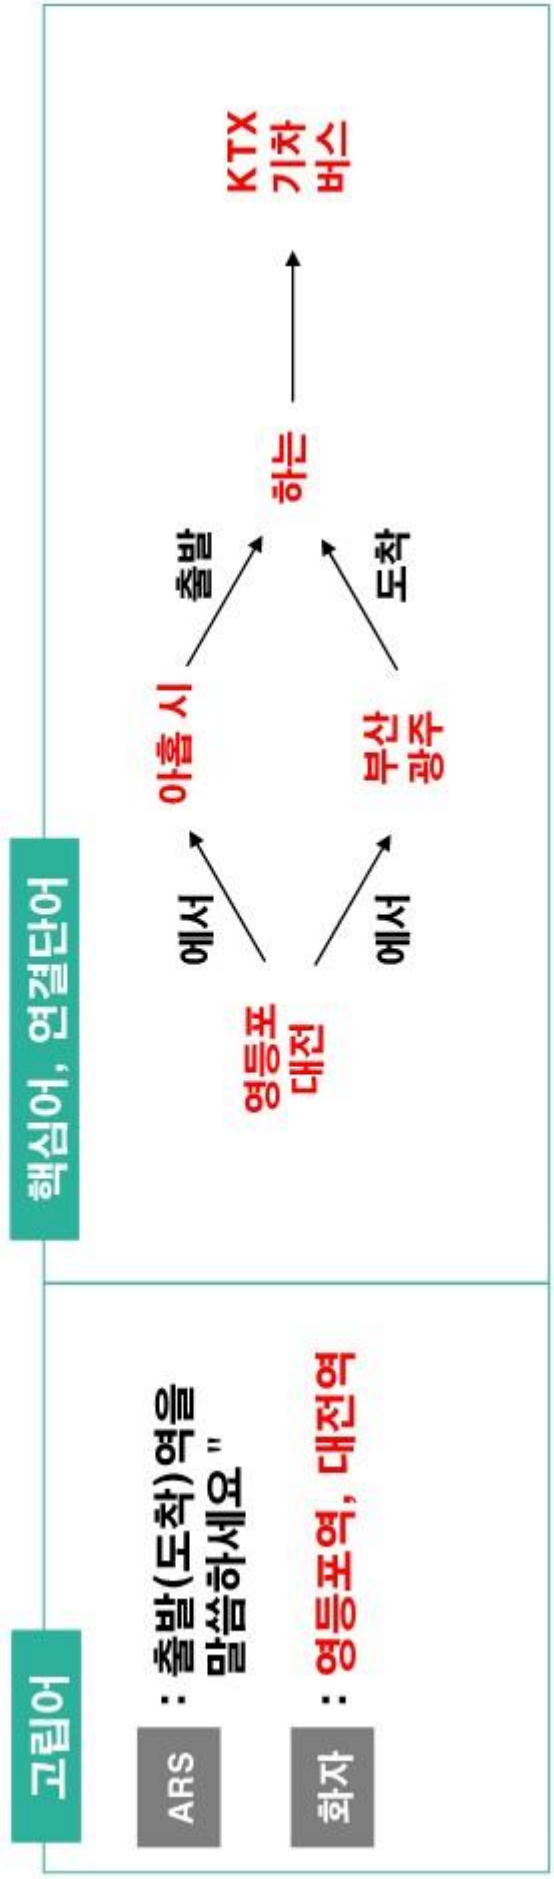 고립어
ARS : 출발(도착)역을
말씀하세요 "
화자 : 영등포역, 대전역
핵심어, 연결단어
영등포
대전
에서
에서
아홉 시
부산
광주
출발
도착
하는
KTX
기차
버스